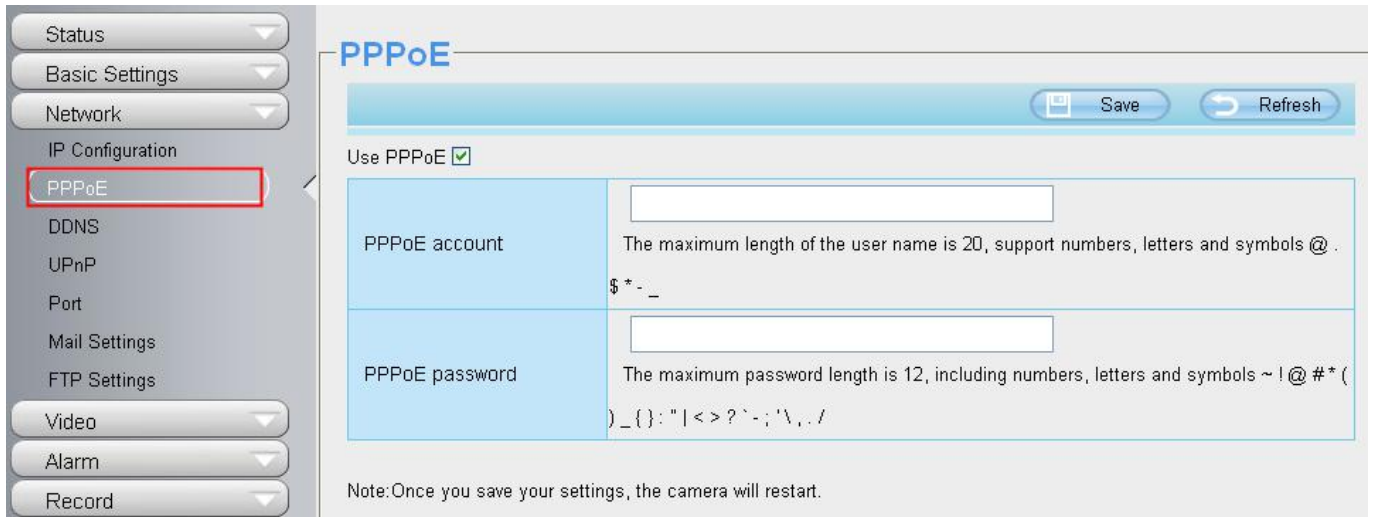 Status
Basic Settings
Network
IP Configuration
PPPoE
DDNS
UPnP
Port
Mail Settings
FTP Settings
Video
Alarm
Record
PPPoE
Save
Refresh
Use PPPoE
PPPoE account
The maximum length of the user name is 20, support numbers, letters and symbols @ .
$ * - _
PPPoE password
The maximum password length is 12, including numbers, letters and symbols ~ ! @ # * (
) _ { } : " | < > ? ` - ; ' \ , . /
Note:Once you save your settings, the camera will restart.